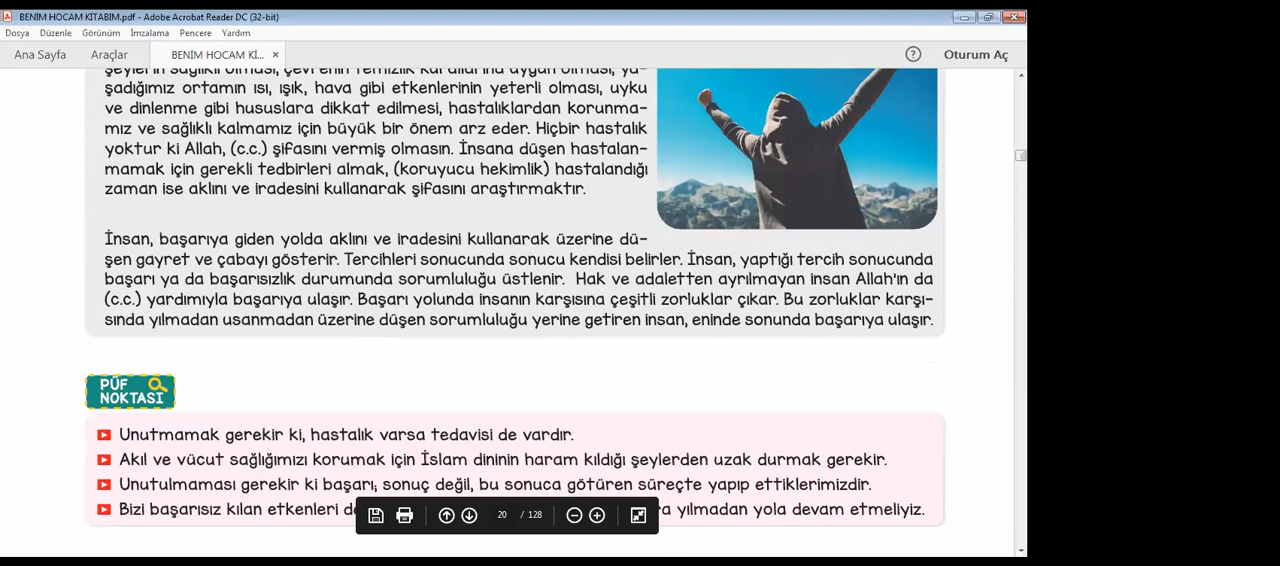 BENİM HOCAM KİTABIM.pdf - Adobe Acrobat Reader DC (32-bit)
Dosya Düzenle Görünüm İmzalama Pencere Yardım
Ana Sayfa Araçlar BENİM HOCAM Kİ... × ? Oturum Aç
şeylerin sağlıklı olması, çevrenin temizlik kurallarına uygun olması, ya-
şadığımız ortamın ısı, ışık, hava gibi etkenlerinin yeterli olması, uyku
ve dinlenme gibi hususlara dikkat edilmesi, hastalıklardan korunma-
mız ve sağlıklı kalmamız için büyük bir önem arz eder. Hiçbir hastalık
yoktur ki Allah, (c.c.) şifasını vermiş olmasın. İnsana düşen hastalan-
mamak için gerekli tedbirleri almak, (koruyucu hekimlik) hastalandığı
zaman ise aklını ve iradesini kullanarak şifasını araştırmaktır.
İnsan, başarıya giden yolda aklını ve iradesini kullanarak üzerine dü-
şen gayret ve çabayı gösterir. Tercihleri sonucunda sonucu kendisi belirler. İnsan, yaptığı tercih sonucunda
başarı ya da başarısızlık durumunda sorumluluğu üstlenir. Hak ve adaletten ayrılmayan insan Allah'ın da
(c.c.) yardımıyla başarıya ulaşır. Başarı yolunda insanın karşısına çeşitli zorluklar çıkar. Bu zorluklar karşı-
sında yılmadan usanmadan üzerine düşen sorumluluğu yerine getiren insan, eninde sonunda başarıya ulaşır.
PÜF
NOKTASI
Unutmamak gerekir ki, hastalık varsa tedavisi de vardır.
Akıl ve vücut sağlığımızı korumak için İslam dininin haram kıldığı şeylerden uzak durmak gerekir.
Unutulmaması gerekir ki başarı; sonuç değil, bu sonuca götüren süreçte yapıp ettiklerimizdir.
Bizi başarısız kılan etkenleri yılmadan yola devam etmeliyiz.
20 / 128